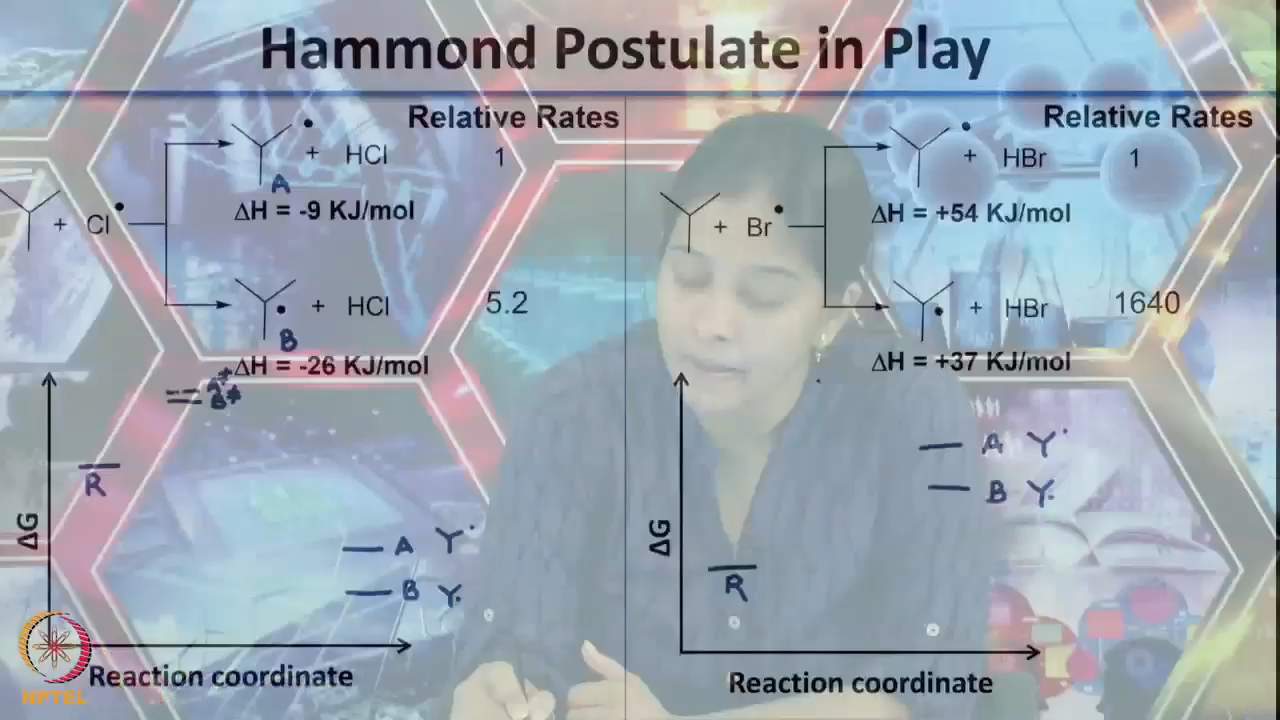 Hammond Postulate in Play
Relative Rates
•
+ HCl
1
A
ΔH = -9 KJ/mol
+ Cl•
• + HCl
5.2
B
ΔH = -26 KJ/mol
A‡
B‡
R
A Y•
B Y•
ΔG
Reaction coordinate
Relative Rates
•
+ HBr
1
ΔH = +54 KJ/mol
+ Br•
• + HBr
1640
ΔH = +37 KJ/mol
A Y•
B Y•
R
ΔG
Reaction coordinate
NPTEL